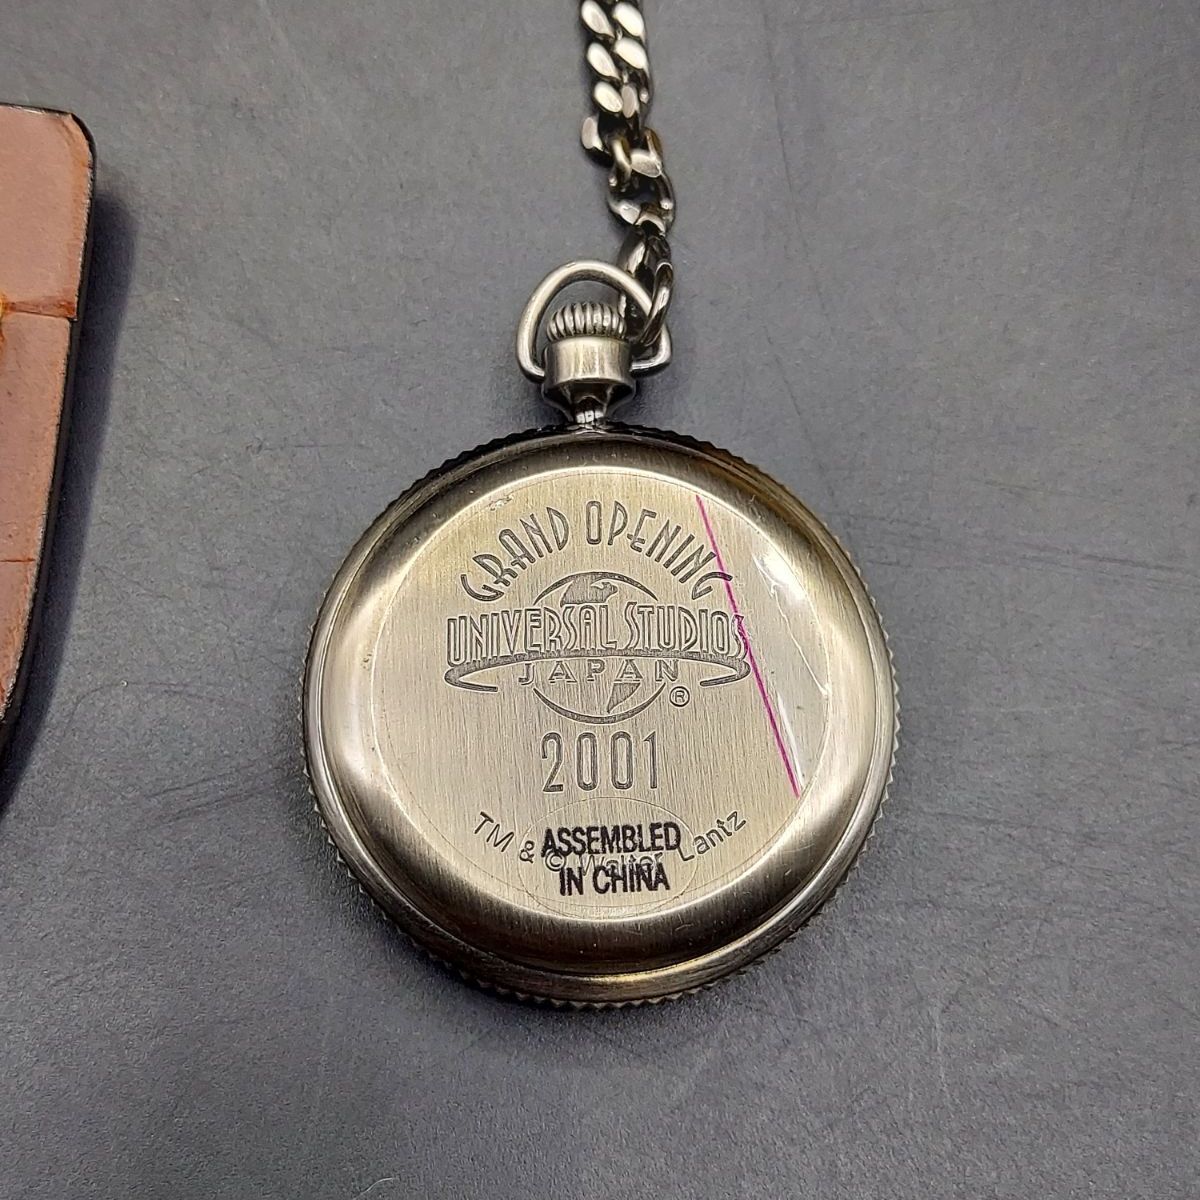 GRAND OPENING
UNIVERSAL STUDIOS
JAPAN ®
2001
TM & © Walter Lantz
ASSEMBLED
IN CHINA